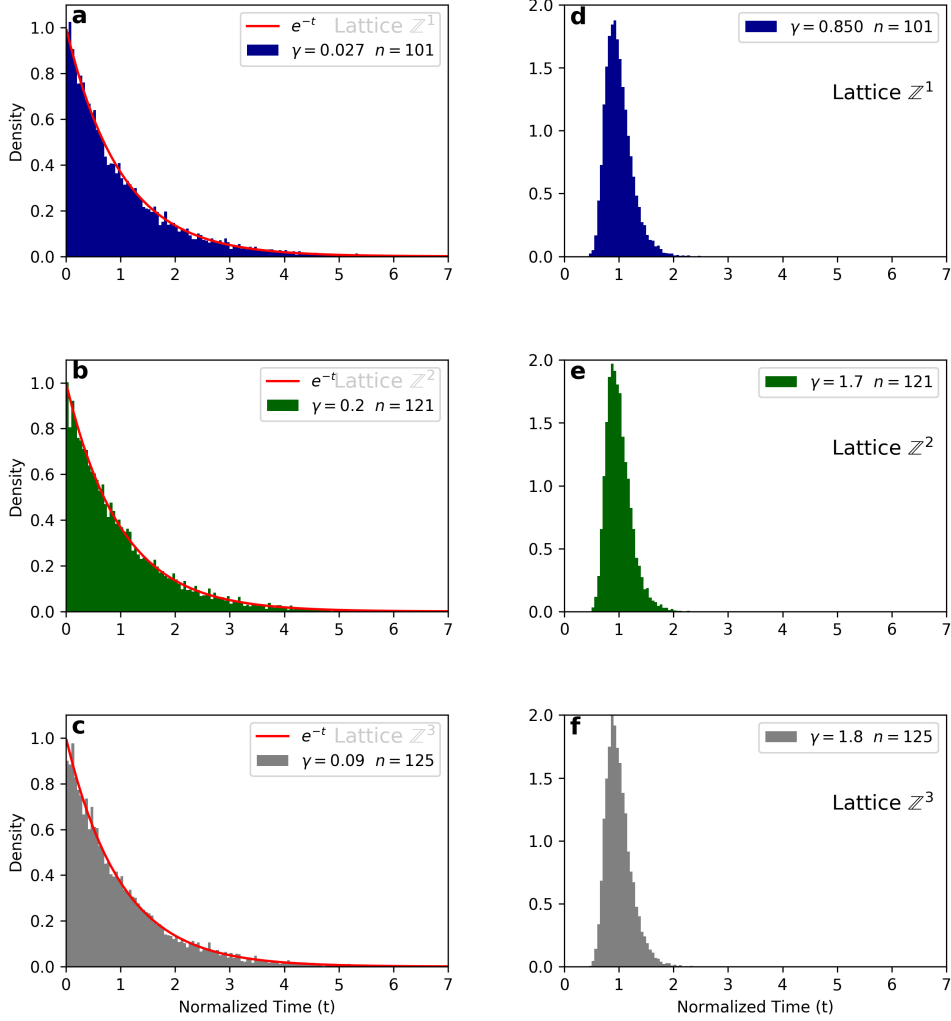 a
e⁻ᵗ Lattice ℤ¹
γ = 0.027 n = 101
Density
1.0
0.8
0.6
0.4
0.2
0.0
0 1 2 3 4 5 6 7
d
γ = 0.850 n = 101
Lattice ℤ¹
2.0
1.5
1.0
0.5
0.0
0 1 2 3 4 5 6 7
b
e⁻ᵗ Lattice ℤ²
γ = 0.2 n = 121
Density
1.0
0.8
0.6
0.4
0.2
0.0
0 1 2 3 4 5 6 7
e
γ = 1.7 n = 121
Lattice ℤ²
2.0
1.5
1.0
0.5
0.0
0 1 2 3 4 5 6 7
c
e⁻ᵗ Lattice ℤ³
γ = 0.09 n = 125
Density
1.0
0.8
0.6
0.4
0.2
0.0
0 1 2 3 4 5 6 7
Normalized Time (t)
f
γ = 1.8 n = 125
Lattice ℤ³
2.0
1.5
1.0
0.5
0.0
0 1 2 3 4 5 6 7
Normalized Time (t)